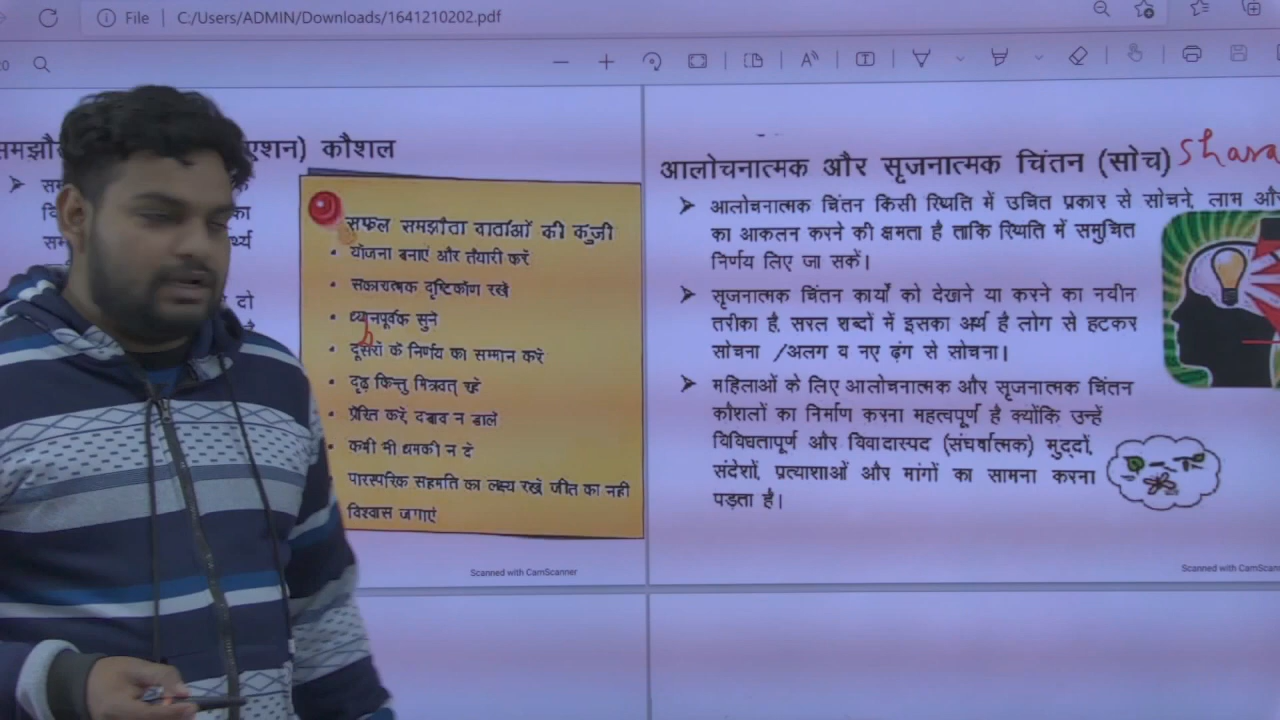 File
C:/Users/ADMIN/Downloads/1641210202.pdf
एशन) कौशल
सफल समझौता वार्ताओं की कुंजी
• योजना बनाएं और तैयारी करें
• सकारात्मक दृष्टिकोण रखें
• ध्यानपूर्वक सुने
• दूसरों के निर्णय का सम्मान करें
• दृढ़ किन्तु मित्रवत् रहें
• प्रेरित करें, दबाव न डालें
• कभी भी धमकी न दें
पारस्परिक सहमति का लक्ष्य रखें जीत का नही
विश्वास जगाएं
Scanned with CamScanner
आलोचनात्मक और सृजनात्मक चिंतन (सोच)
➤ आलोचनात्मक चिंतन किसी स्थिति में उचित प्रकार से सोचने, लाभ और
का आकलन करने की क्षमता है ताकि स्थिति में समुचित
निर्णय लिए जा सकें।
➤ सृजनात्मक चिंतन कार्यों को देखने या करने का नवीन
तरीका है, सरल शब्दों में इसका अर्थ है लोग से हटकर
सोचना /अलग व नए ढ़ंग से सोचना।
➤ महिलाओं के लिए आलोचनात्मक और सृजनात्मक चिंतन
कौशलों का निर्माण करना महत्वपूर्ण है क्योंकि उन्हें
विविधतापूर्ण और विवादास्पद (संघर्षात्मक) मुद्दों,
संदेशों, प्रत्याशाओं और मांगों का सामना करना
पड़ता है।
Scanned with CamScan